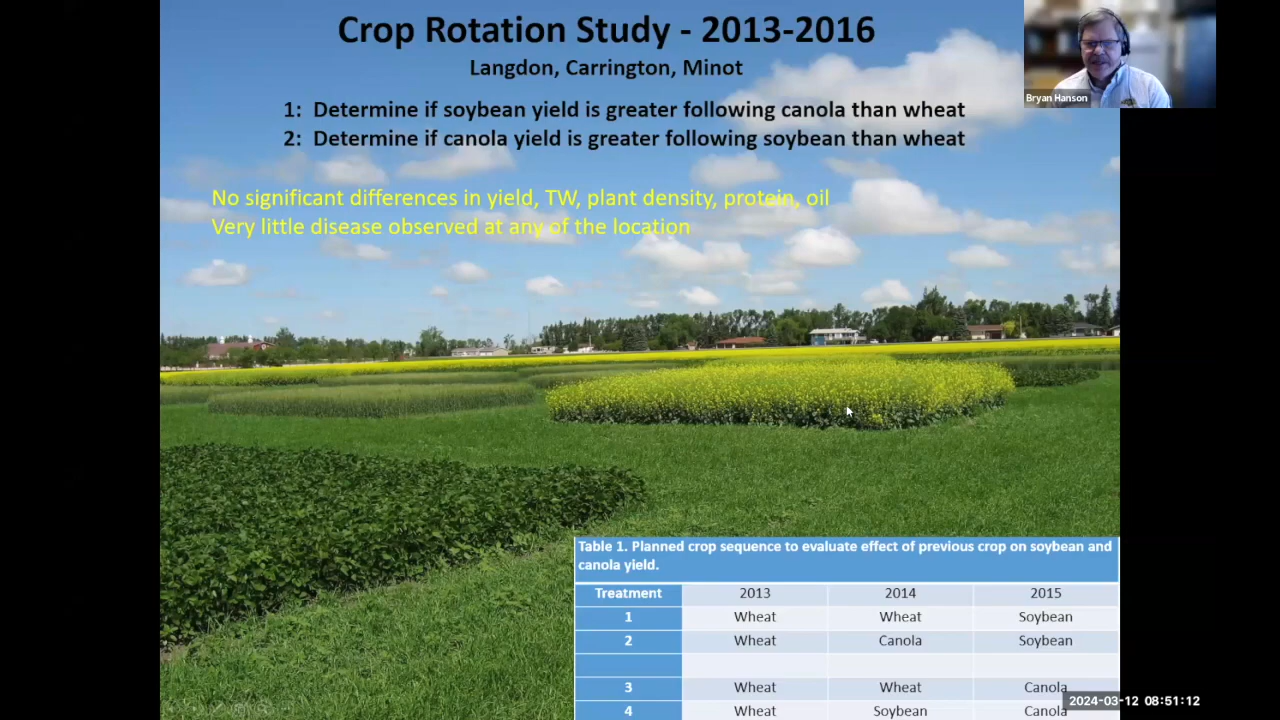 Crop Rotation Study - 2013-2016
Langdon, Carrington, Minot
1: Determine if soybean yield is greater following canola than wheat
2: Determine if canola yield is greater following soybean than wheat
Bryan Hanson
No significant differences in yield, TW, plant density, protein, oil
Very little disease observed at any of the location
Table 1. Planned crop sequence to evaluate effect of previous crop on soybean and
canola yield.
Treatment 2013 2014 2015
1 Wheat Wheat Soybean
2 Wheat Canola Soybean
3 Wheat Wheat Canola
4 Wheat Soybean Canola
2024-03-12 08:51:12